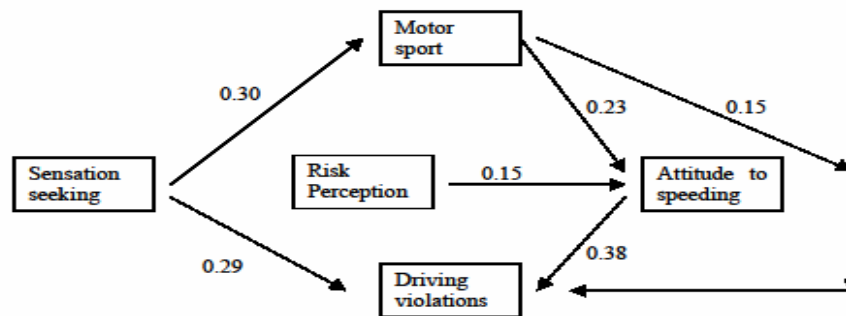 Motor
sport
0.30
0.23
0.15
Sensation
seeking
Risk
Perception
0.15
Attitude to
speeding
0.29
0.38
Driving
violations